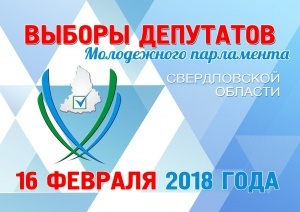 ВЫБОРЫ ДЕПУТАТОВ
Молодежного парламента
СВЕРДЛОВСКОЙ
ОБЛАСТИ
16 ФЕВРАЛЯ 2018 ГОДА